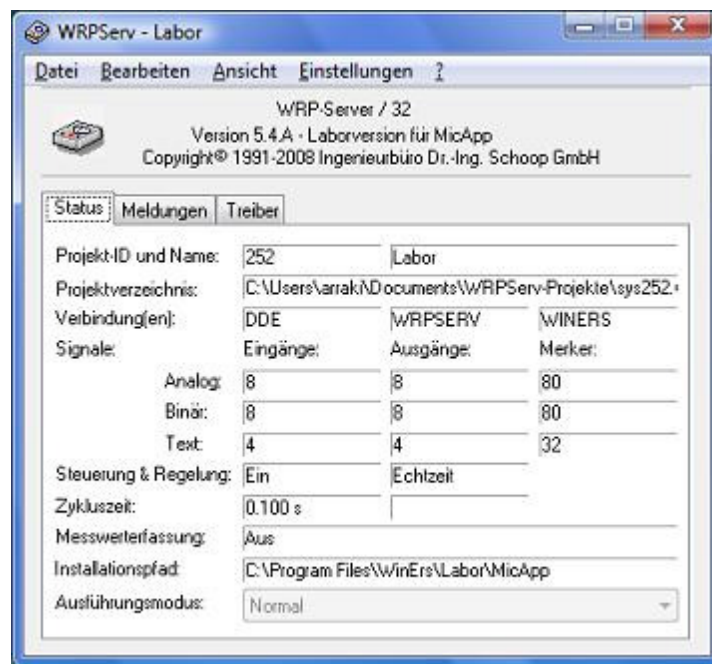 WRPServ - Labor
Datei Bearbeiten Ansicht Einstellungen ?
WRP-Server / 32
Version 5.4.A - Laborversion für MicApp
Copyright© 1991-2008 Ingenieurbüro Dr.-Ing. Schoop GmbH
Status Meldungen Treiber
Projekt-ID und Name: 252 Labor
Projektverzeichnis: C:\Users\arraki\Documents\WRPServ-Projekte\sys252.
Verbindung(en): DDE WRPSERV WINERS
Signale: Eingänge: Ausgänge: Merker:
Analog: 8 8 80
Binär: 8 8 80
Text: 4 4 32
Steuerung & Regelung: Ein Echtzeit
Zykluszeit: 0.100 s
Messwerterfassung: Aus
Installationspfad: C:\Program Files\WinErs\Labor\MicApp
Ausführungsmodus: Normal